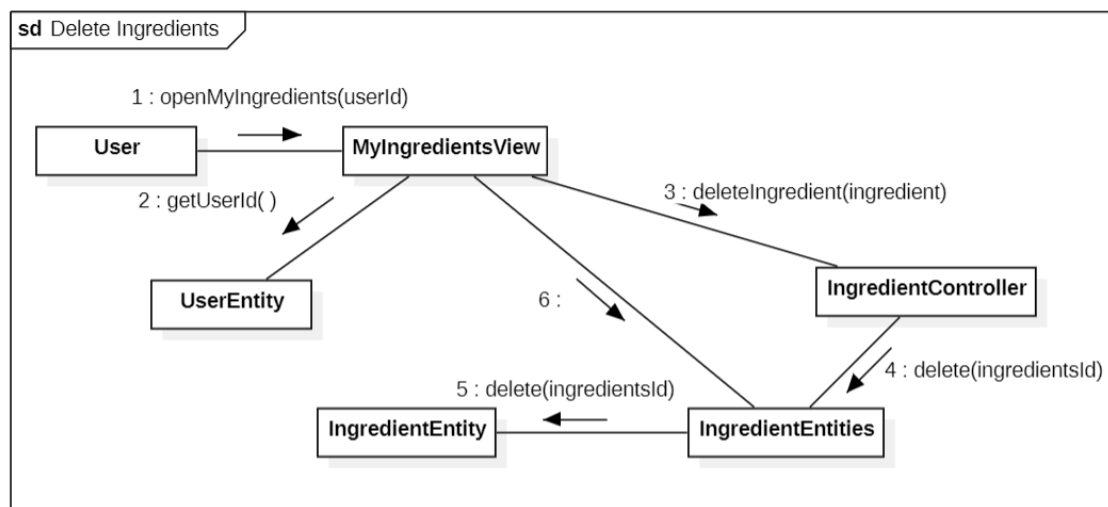 sd Delete Ingredients
1 : openMyIngredients(userId)
User
MyIngredientsView
2 : getUserId( )
3 : deleteIngredient(ingredient)
UserEntity
IngredientController
6 :
4 : delete(ingredientsId)
5 : delete(ingredientsId)
IngredientEntity
IngredientEntities